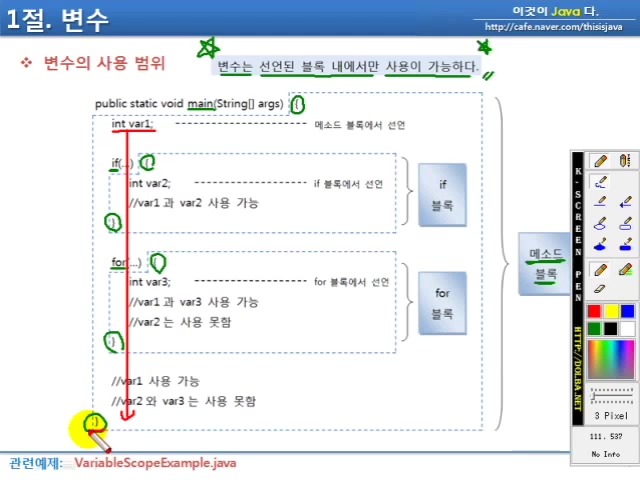 1절. 변수
이것이 Java 다.
http://cafe.naver.com/thisisjava
❖ 변수의 사용 범위
변수는 선언된 블록 내에서만 사용이 가능하다.
public static void main(String[] args) {
int var1;
메소드 블록에서 선언
if(...) {
int var2;
if 블록에서 선언
//var1 과 var2 사용 가능
}
if
블록
for(...) {
int var3;
for 블록에서 선언
//var1 과 var3 사용 가능
//var2 는 사용 못함
}
for
블록
메소드
블록
//var1 사용 가능
//var2 와 var3 는 사용 못함
}
관련예제: VariableScopeExample.java
K-SCREEN PEN HTTP://DOLBA.NET
3 Pixel
111. 537
No Info